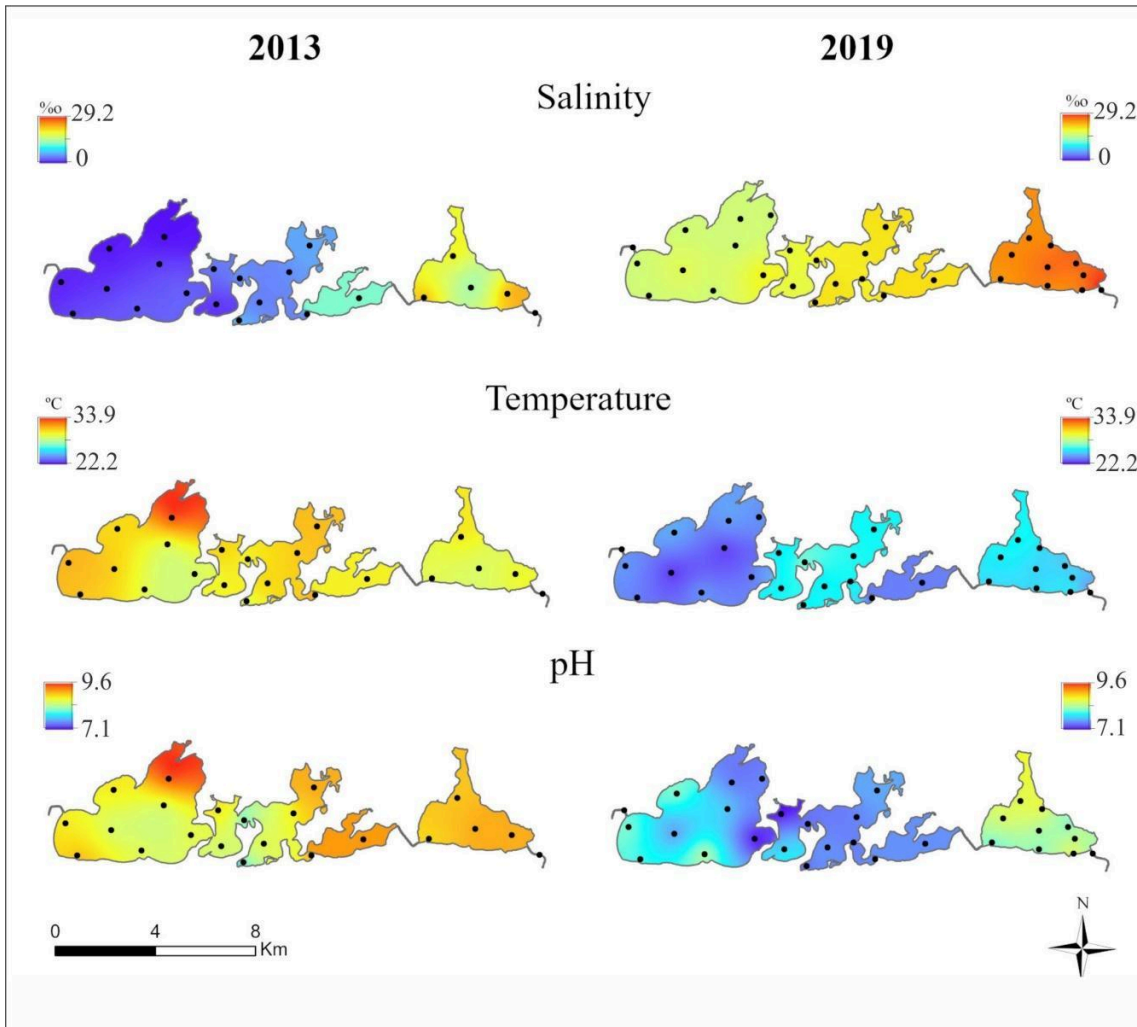 2013 2019
Salinity
‰ 29.2 ‰ 29.2
0 0
Temperature
ºC 33.9 ºC 33.9
22.2 22.2
pH
9.6 9.6
7.1 7.1
0 4 8
Km
N